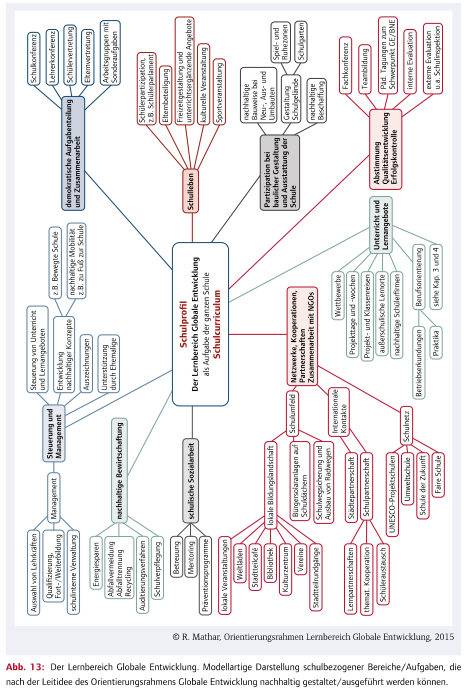 Schulkonferenz
Lehrerkonferenz
Schülervertretung
Elternvertretung
Arbeitsgruppen mit
Sonderaufgaben
demokratische Aufgabenteilung
und Zusammenarbeit
Schülerpartizipation,
z.B. Schülerparlament
Elternbeteiligung
Freizeitgestaltung und
unterrichtsergänzende Angebote
kulturelle Veranstaltung
Sportveranstaltung
Schulleben
nachhaltige
Bauweise bei
Neu-, Aus- und
Umbauten
Spiel- und
Ruhezonen
Schulgarten
Gestaltung
Schulgelände
nachhaltige
Beschaffung
Partizipation bei
baulicher Gestaltung
und Ausstattung der
Schule
Fachkonferenz
Teambildung
Päd. Tagungen zum
Schwerpunkt GE/BNE
interne Evaluation
externe Evaluation
u.a. Schulinspektion
Abstimmung
Qualitätsentwicklung
Erfolgskontrolle
Unterricht und
Lernangebote
Wettbewerbe
Projekttage und -wochen
Projekt- und Klassenreisen
außerschulische Lernorte
nachhaltige Schülerfirmen
Berufsorientierung
siehe Kap. 3 und 4
Betriebserkundungen
Praktika
Schulprofil
Der Lernbereich Globale Entwicklung
als Aufgabe der ganzen Schule
Schulcurriculum
z.B. Bewegte Schule
nachhaltige Mobilität
z.B. zu Fuß zur Schule
Steuerung von Unterricht
und Lernangeboten
Entwicklung
nachhaltiger Konzepte
Auszeichnungen
Unterstützung
durch Ehemalige
Steuerung und
Management
Management
Auswahl von Lehrkräften
Qualifizierung,
Fort-/Weiterbildung
schulinterne Verwaltung
nachhaltige Bewirtschaftung
Energiesparen
Abfallvermeidung
Abfalltrennung
Recycling
Auditierungsverfahren
Schulverpflegung
schulische Sozialarbeit
Betreuung
Mentoring
Präventionsprogramme
Netzwerke, Kooperationen,
Partnerschaften
Zusammenarbeit mit NGOs
Schulumfeld
lokale Bildungslandschaft
Bürgersolaranlagen auf
Schuldächern
Schulwegsicherung und
Ausbau von Radwegen
lokale Veranstaltungen
Weltläden
Stadtteilcafé
Bibliothek
Kulturzentrum
Vereine
Stadtteilrundgänge
Internationale
Kontakte
Städtepartnerschaft
Schulpartnerschaft
Lernpartnerschaften
themat. Kooperation
Schüleraustausch
Schulnetz
UNESCO-Projektschulen
Umweltschule
Schule der Zukunft
Faire Schule
© R. Mathar, Orientierungsrahmen Lernbereich Globale Entwicklung, 2015
Abb. 13: Der Lernbereich Globale Entwicklung. Modellartige Darstellung schulbezogener Bereiche/Aufgaben, die
nach der Leitidee des Orientierungsrahmens Globale Entwicklung nachhaltig gestaltet/ausgeführt werden können.